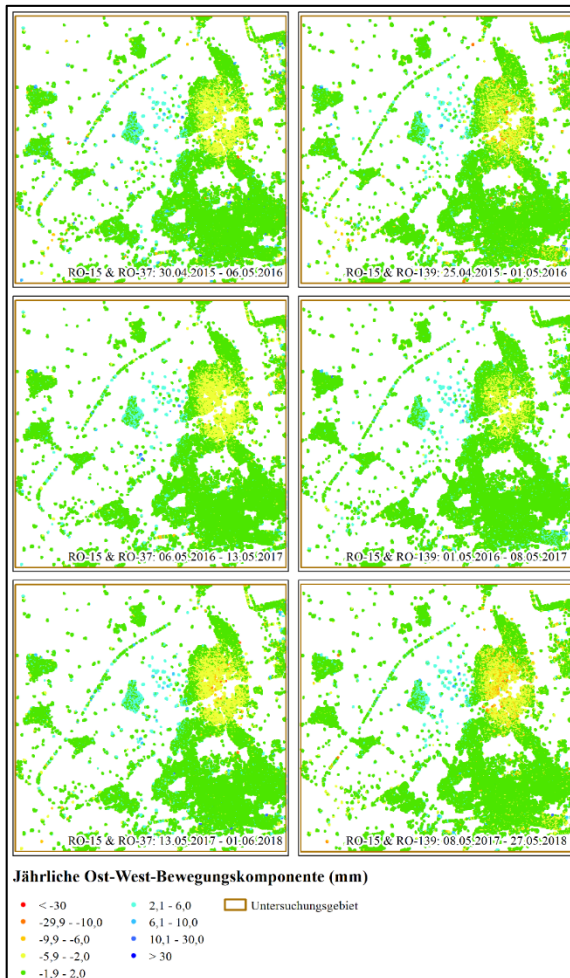 RO-15 & RO-37: 30.04.2015 - 06.05.2016
RO-15 & RO-139: 25.04.2015 - 01.05.2016
RO-15 & RO-37: 06.05.2016 - 13.05.2017
RO-15 & RO-139: 01.05.2016 - 08.05.2017
RO-15 & RO-37: 13.05.2017 - 01.06.2018
RO-15 & RO-139: 08.05.2017 - 27.05.2018
Jährliche Ost-West-Bewegungskomponente (mm)
< -30
2,1 - 6,0
Untersuchungsgebiet
-29,9 - -10,0
6,1 - 10,0
-9,9 - -6,0
10,1 - 30,0
-5,9 - -2,0
> 30
-1,9 - 2,0